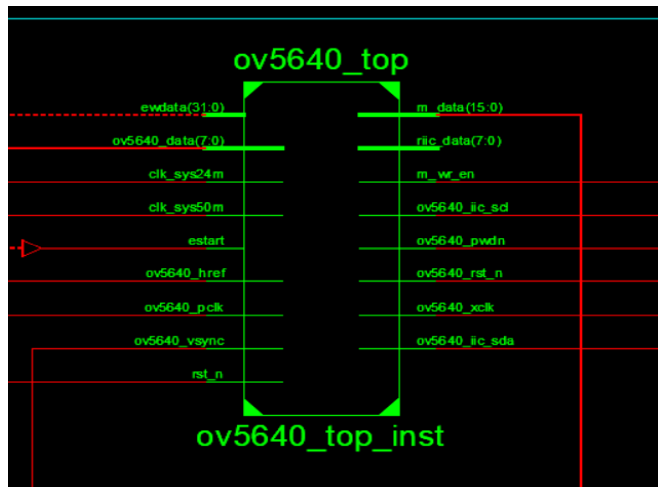 ov5640_top
ewdata(31:0)
m_data(15:0)
ov5640_data(7:0)
riic_data(7:0)
clk_sys24m
m_wr_en
clk_sys50m
ov5640_iic_scl
estart
ov5640_pwdn
ov5640_href
ov5640_rst_n
ov5640_pclk
ov5640_xclk
ov5640_vsync
ov5640_iic_sda
rst_n
ov5640_top_inst